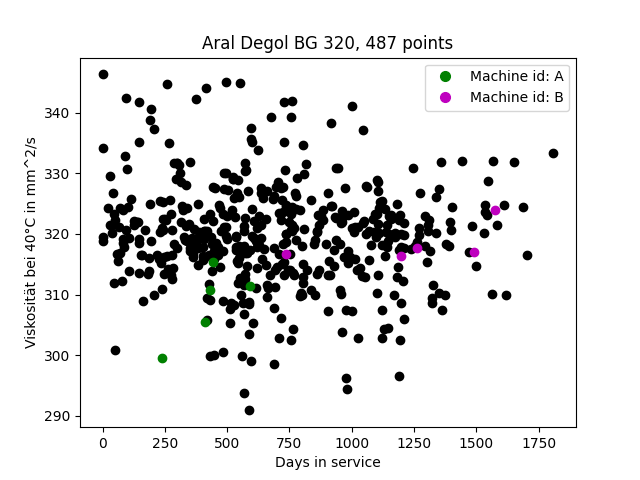 Aral Degol BG 320, 487 points
Machine id: A
Machine id: B
Viskosität bei 40°C in mm^2/s
340
330
320
310
300
290
0 250 500 750 1000 1250 1500 1750
Days in service